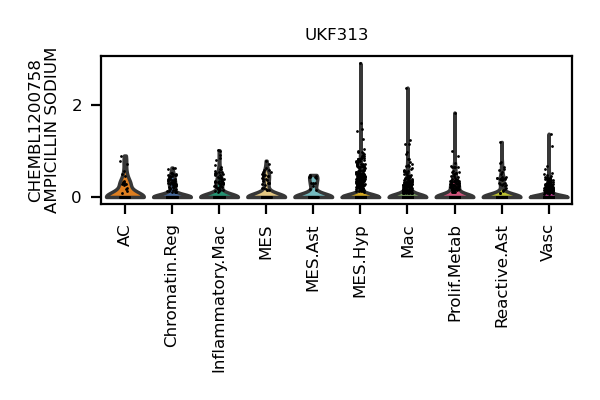 UKF313
CHEMBL1200758
AMPICILLIN SODIUM
2
0
AC
Chromatin.Reg
Inflammatory.Mac
MES
MES.Ast
MES.Hyp
Mac
Prolif.Metab
Reactive.Ast
Vasc